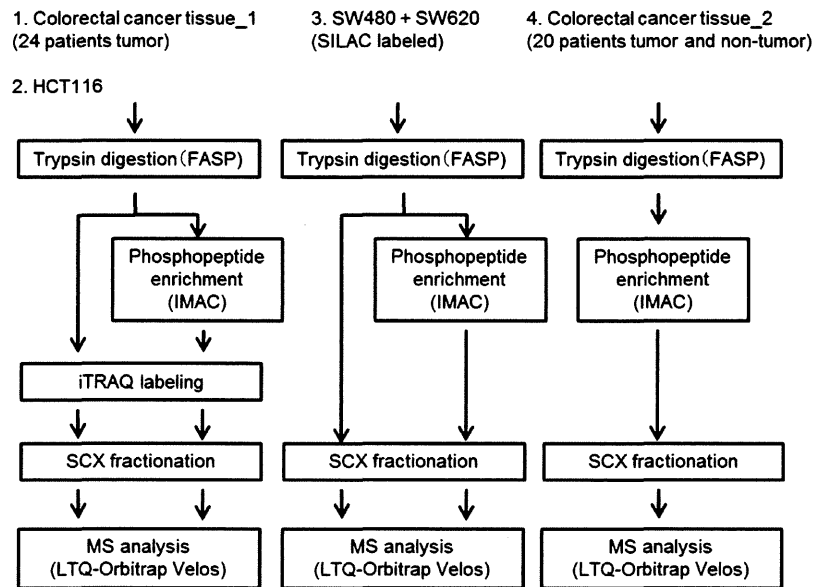 1. Colorectal cancer tissue_1
(24 patients tumor)
2. HCT116
Trypsin digestion(FASP)
Phosphopeptide
enrichment
(IMAC)
iTRAQ labeling
SCX fractionation
MS analysis
(LTQ-Orbitrap Velos)
3. SW480 + SW620
(SILAC labeled)
Trypsin digestion(FASP)
Phosphopeptide
enrichment
(IMAC)
SCX fractionation
MS analysis
(LTQ-Orbitrap Velos)
4. Colorectal cancer tissue_2
(20 patients tumor and non-tumor)
Trypsin digestion(FASP)
Phosphopeptide
enrichment
(IMAC)
SCX fractionation
MS analysis
(LTQ-Orbitrap Velos)